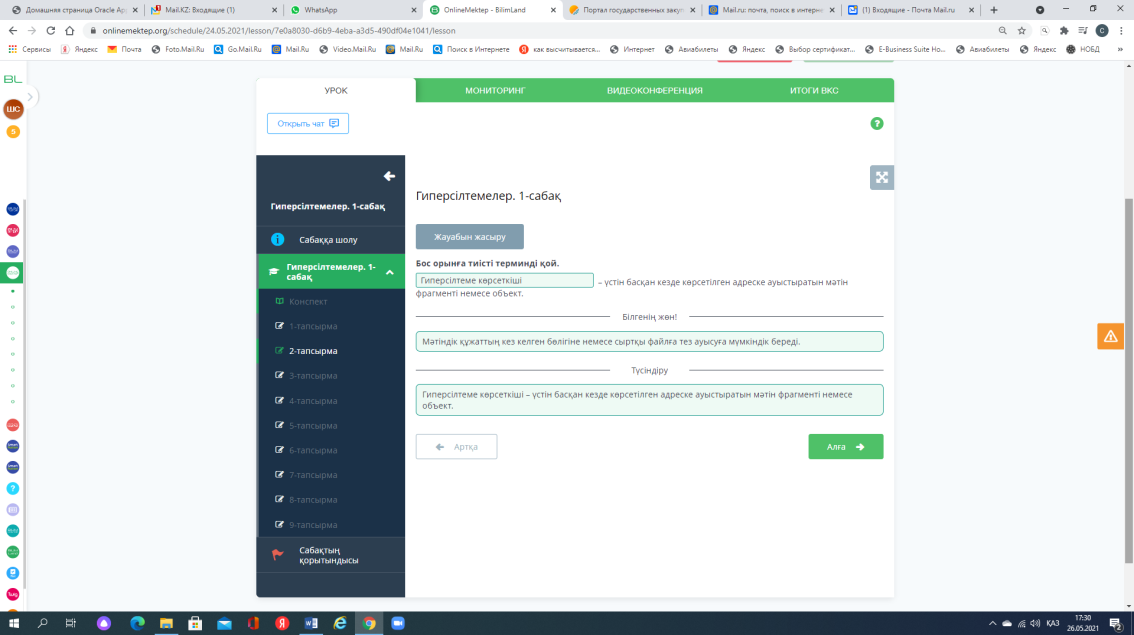 Домашняя страница Oracle Ap
Mail.KZ: Входящие (1)
WhatsApp
OnlineMektep - BilimLand
Портал государственных заку
Mail.ru: почта, поиск в интерне
(1) Входящие - Почта Mail.ru
onlinemektep.org/schedule/24.05.2021/lesson/7e0a8030-d6b9-4eba-a3d5-490df04e1041/lesson
Сервисы
Яндекс
Почта
Foto.Mail.Ru
Go.Mail.Ru
Mail.Ru
Video.Mail.Ru
Mail.Ru
Поиск в Интернете
как высчитывается...
Интернет
Авиабилеты
Яндекс
Выбор сертификат...
E-Business Suite Ho...
Авиабилеты
Яндекс
НОБД
BL
ШС
5
УРОК
МОНИТОРИНГ
ВИДЕОКОНФЕРЕНЦИЯ
ИТОГИ ВКС
Открыть чат
Гиперсілтемелер. 1-сабақ
Сабаққа шолу
Гиперсілтемелер. 1-
сабақ
Конспект
1-тапсырма
2-тапсырма
3-тапсырма
4-тапсырма
5-тапсырма
6-тапсырма
7-тапсырма
8-тапсырма
9-тапсырма
Сабақтың
қорытындысы
Гиперсілтемелер. 1-сабақ
Жауабын жасыру
Бос орынға тиісті терминді қой.
Гиперсілтеме көрсеткіші – үстін басқан кезде көрсетілген адреске ауыстыратын мәтін
фрагменті немесе объект.
Білгенің жөн!
Мәтіндік құжаттың кез келген бөлігіне немесе сыртқы файлға тез ауысуға мүмкіндік береді.
Түсіндіру
Гиперсілтеме көрсеткіші – үстін басқан кезде көрсетілген адреске ауыстыратын мәтін фрагменті немесе
объект.
Артқа
Алға
ҚАЗ
17:30
26.05.2021
2